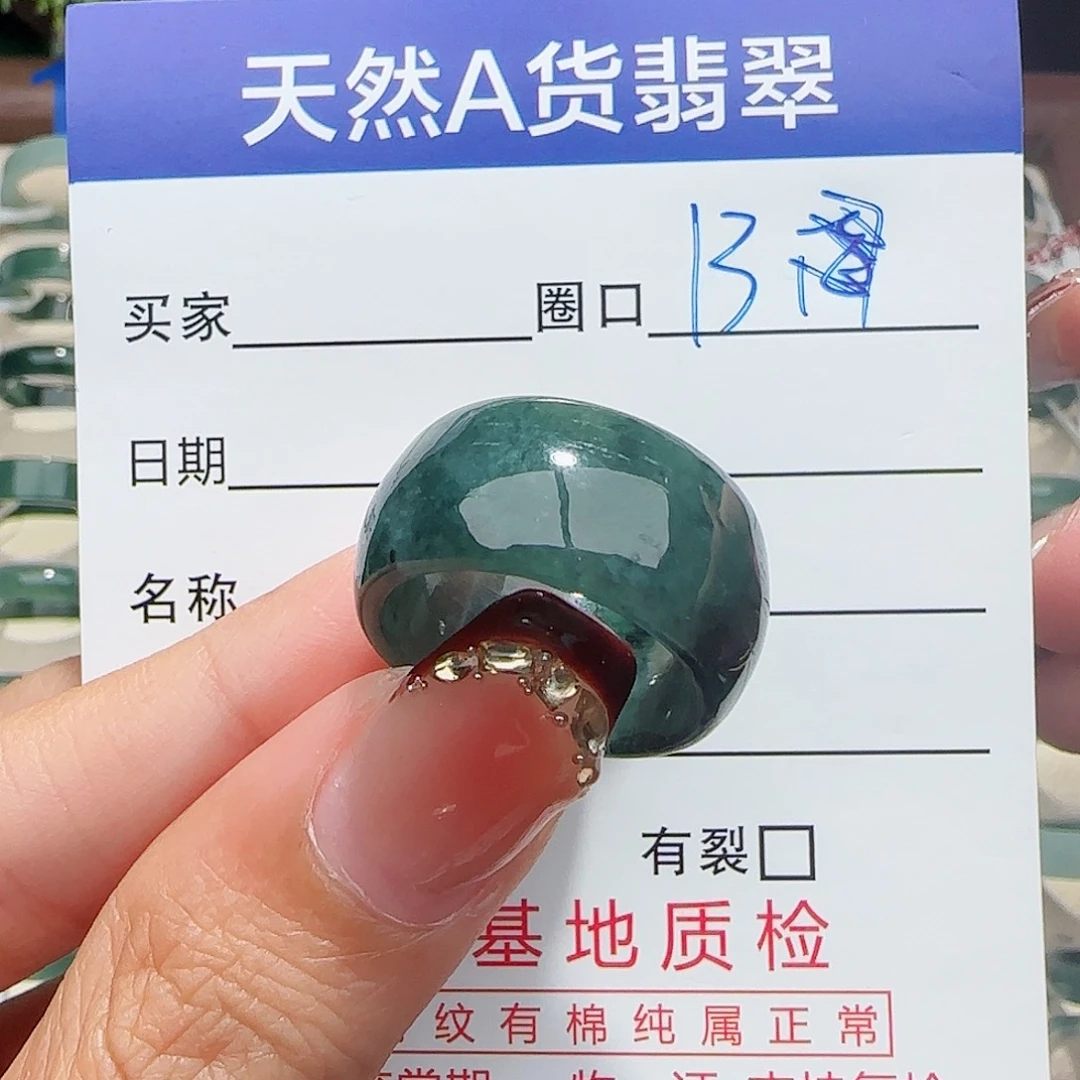 天然A货翡翠
买家 圈口 13
日期
名称
有裂
基地质检
纹有棉纯属正常